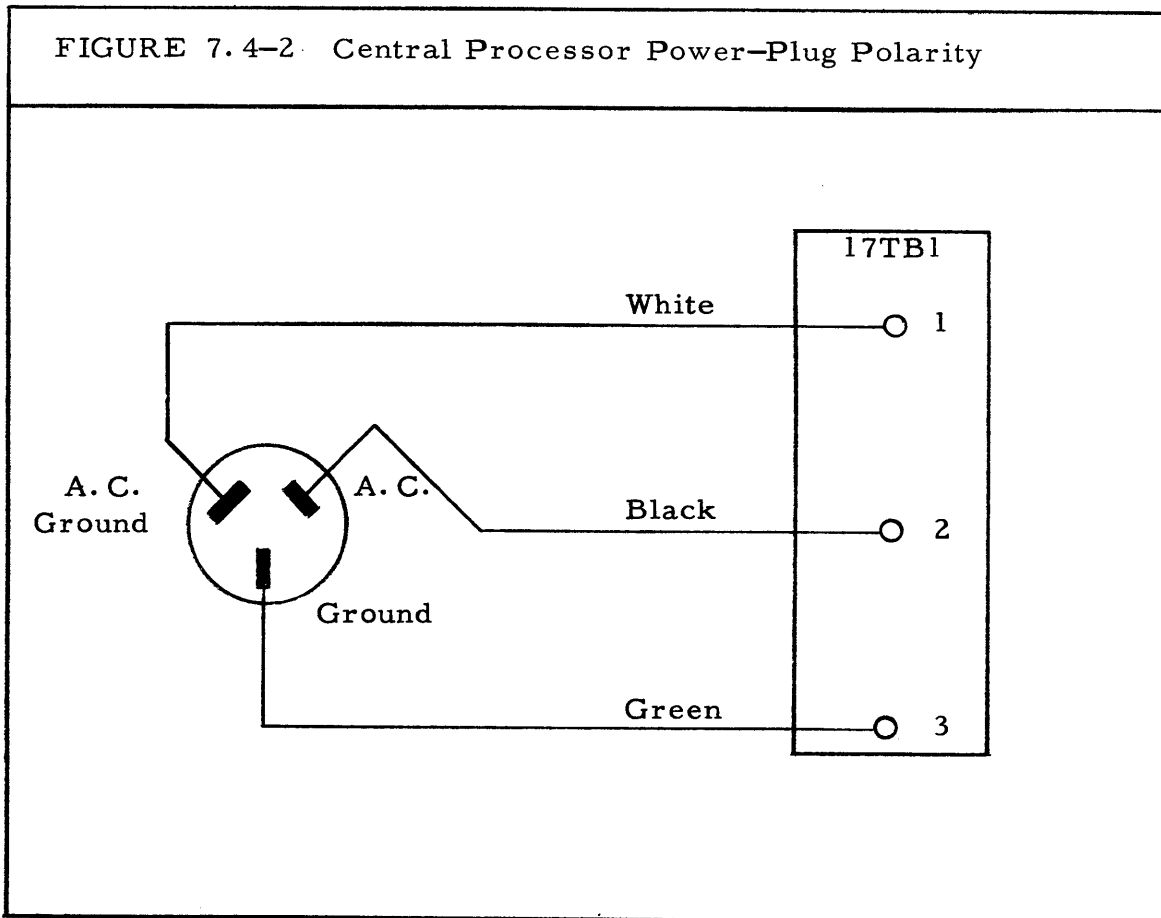 FIGURE 7.4-2 Central Processor Power-Plug Polarity
17TB1
White
1
A.C.
Ground
A.C.
Black
2
Ground
Green
3